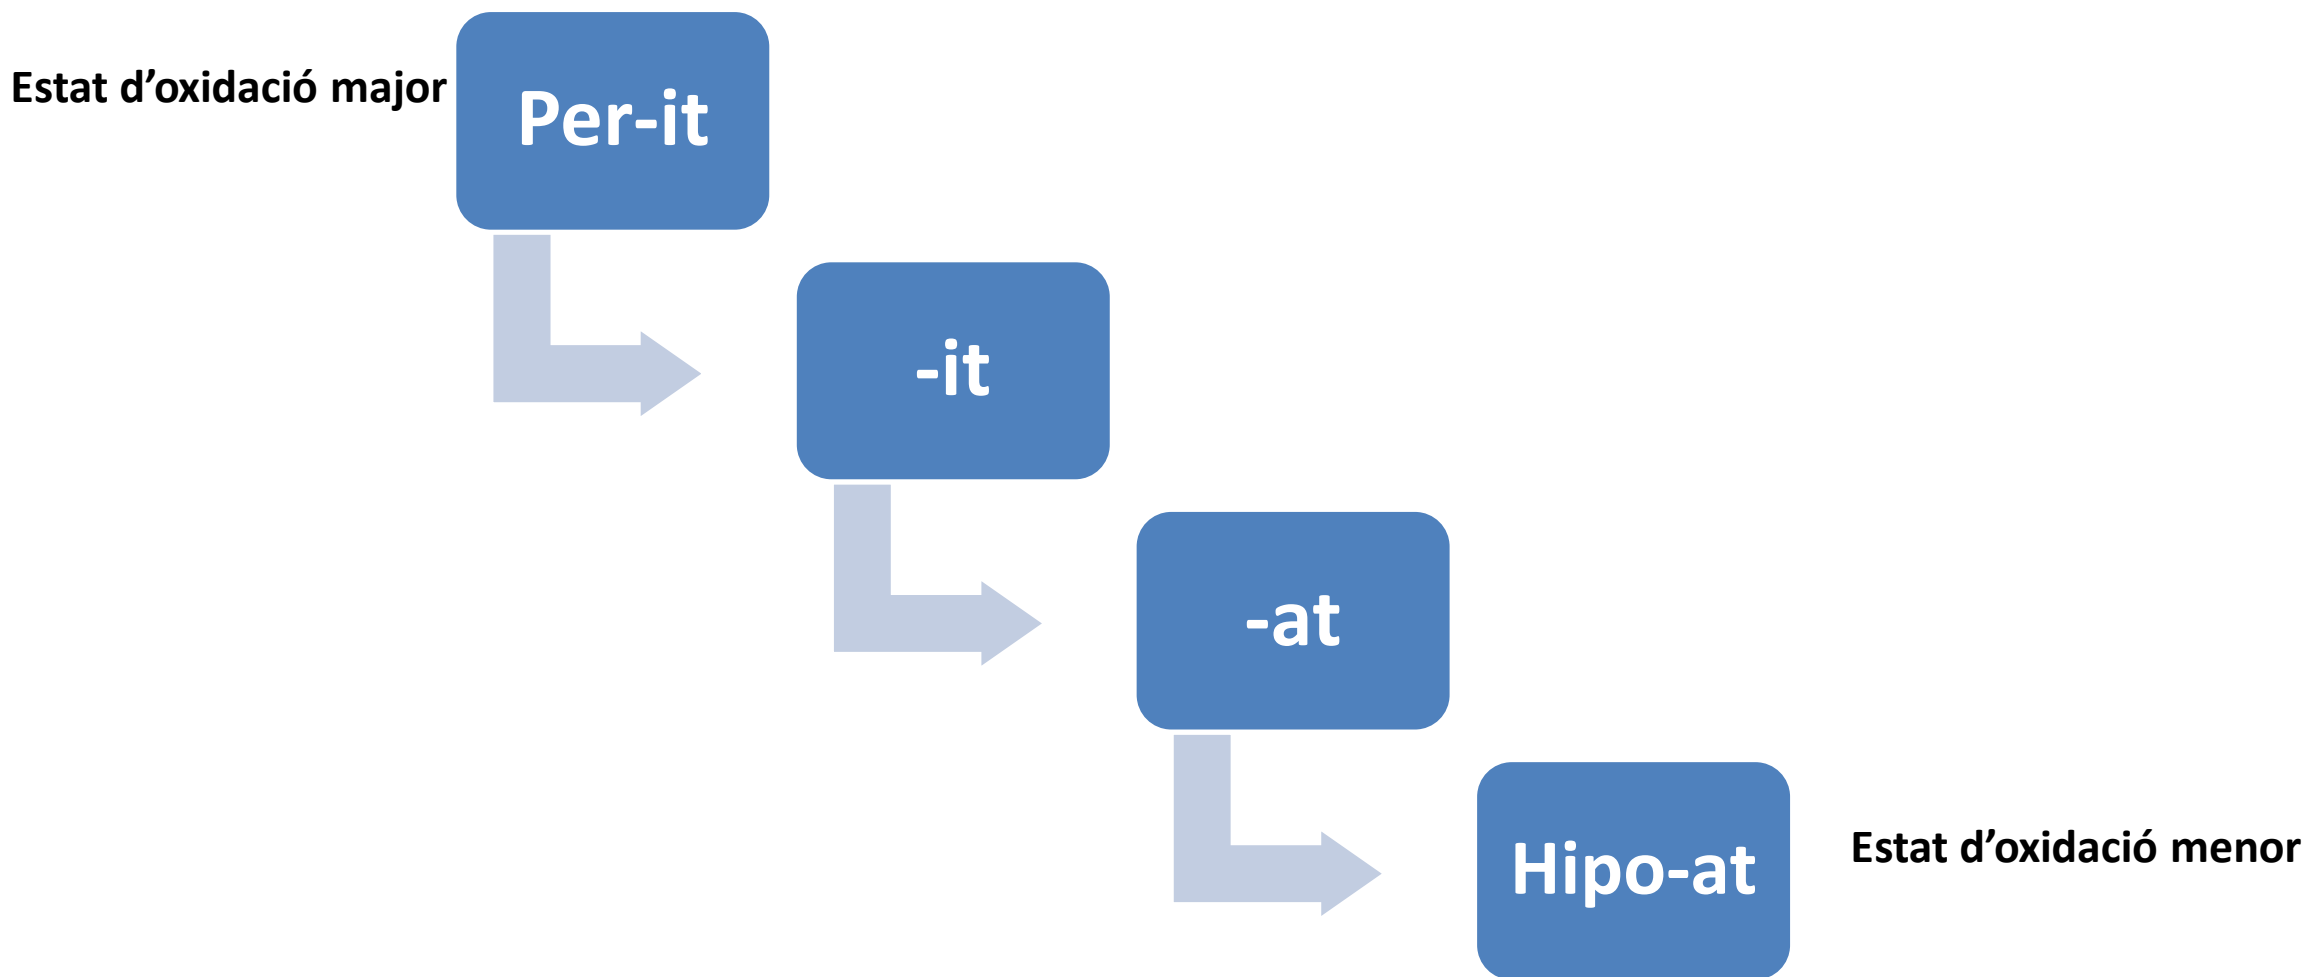 Estat d’oxidació major
Per-it
-it
-at
Hipo-at
Estat d’oxidació menor